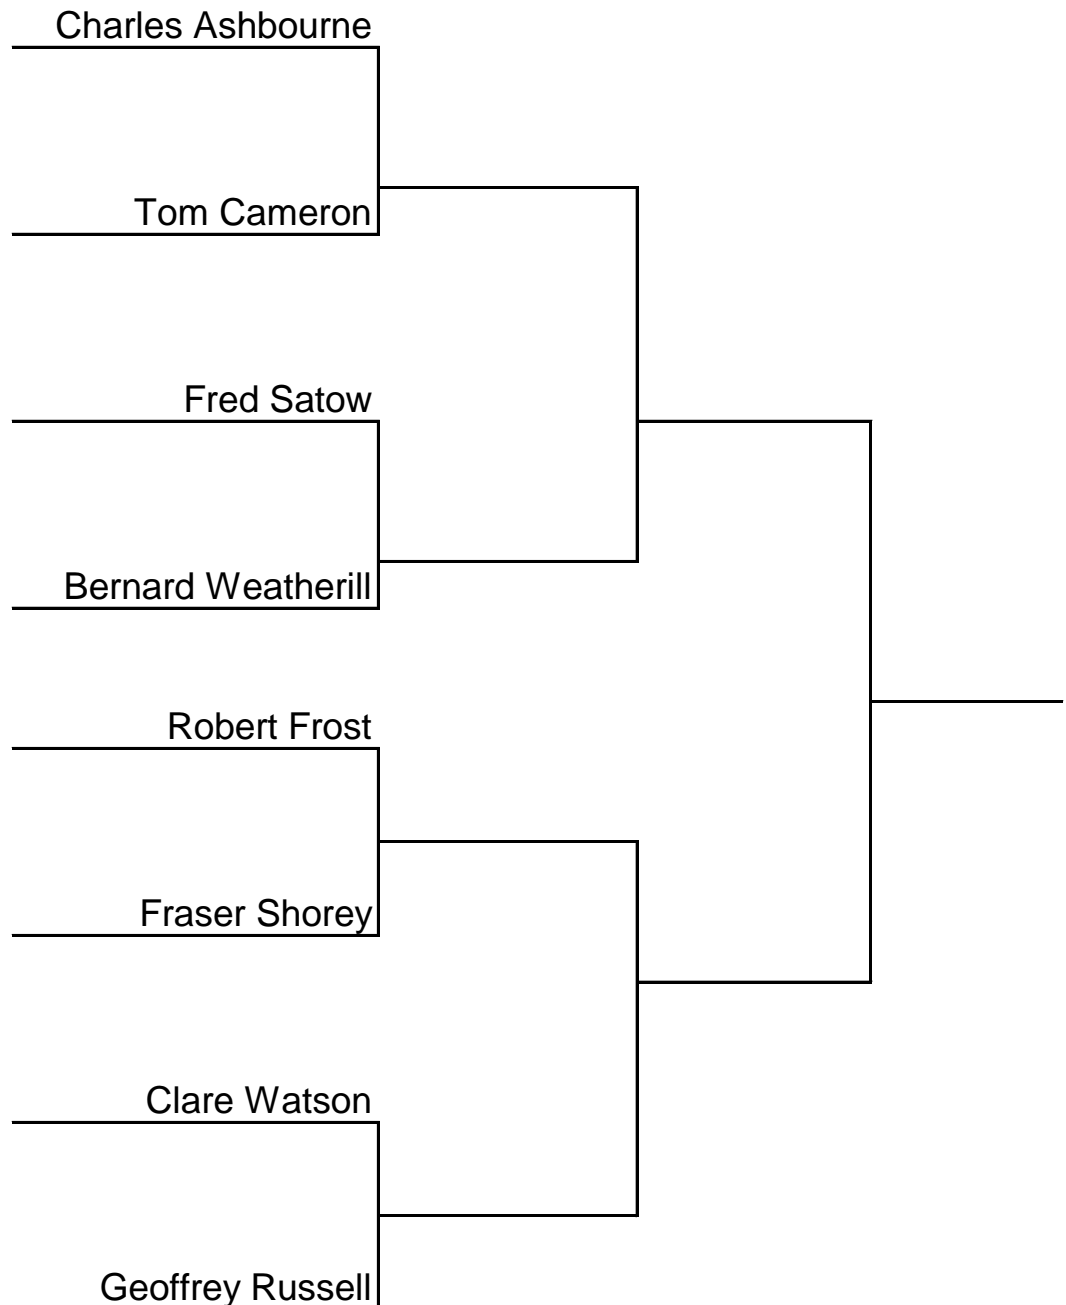 Charles Ashbourne
Tom Cameron
Fred Satow
Bernard Weatherill
Robert Frost
Fraser Shorey
Clare Watson
Geoffrey Russell